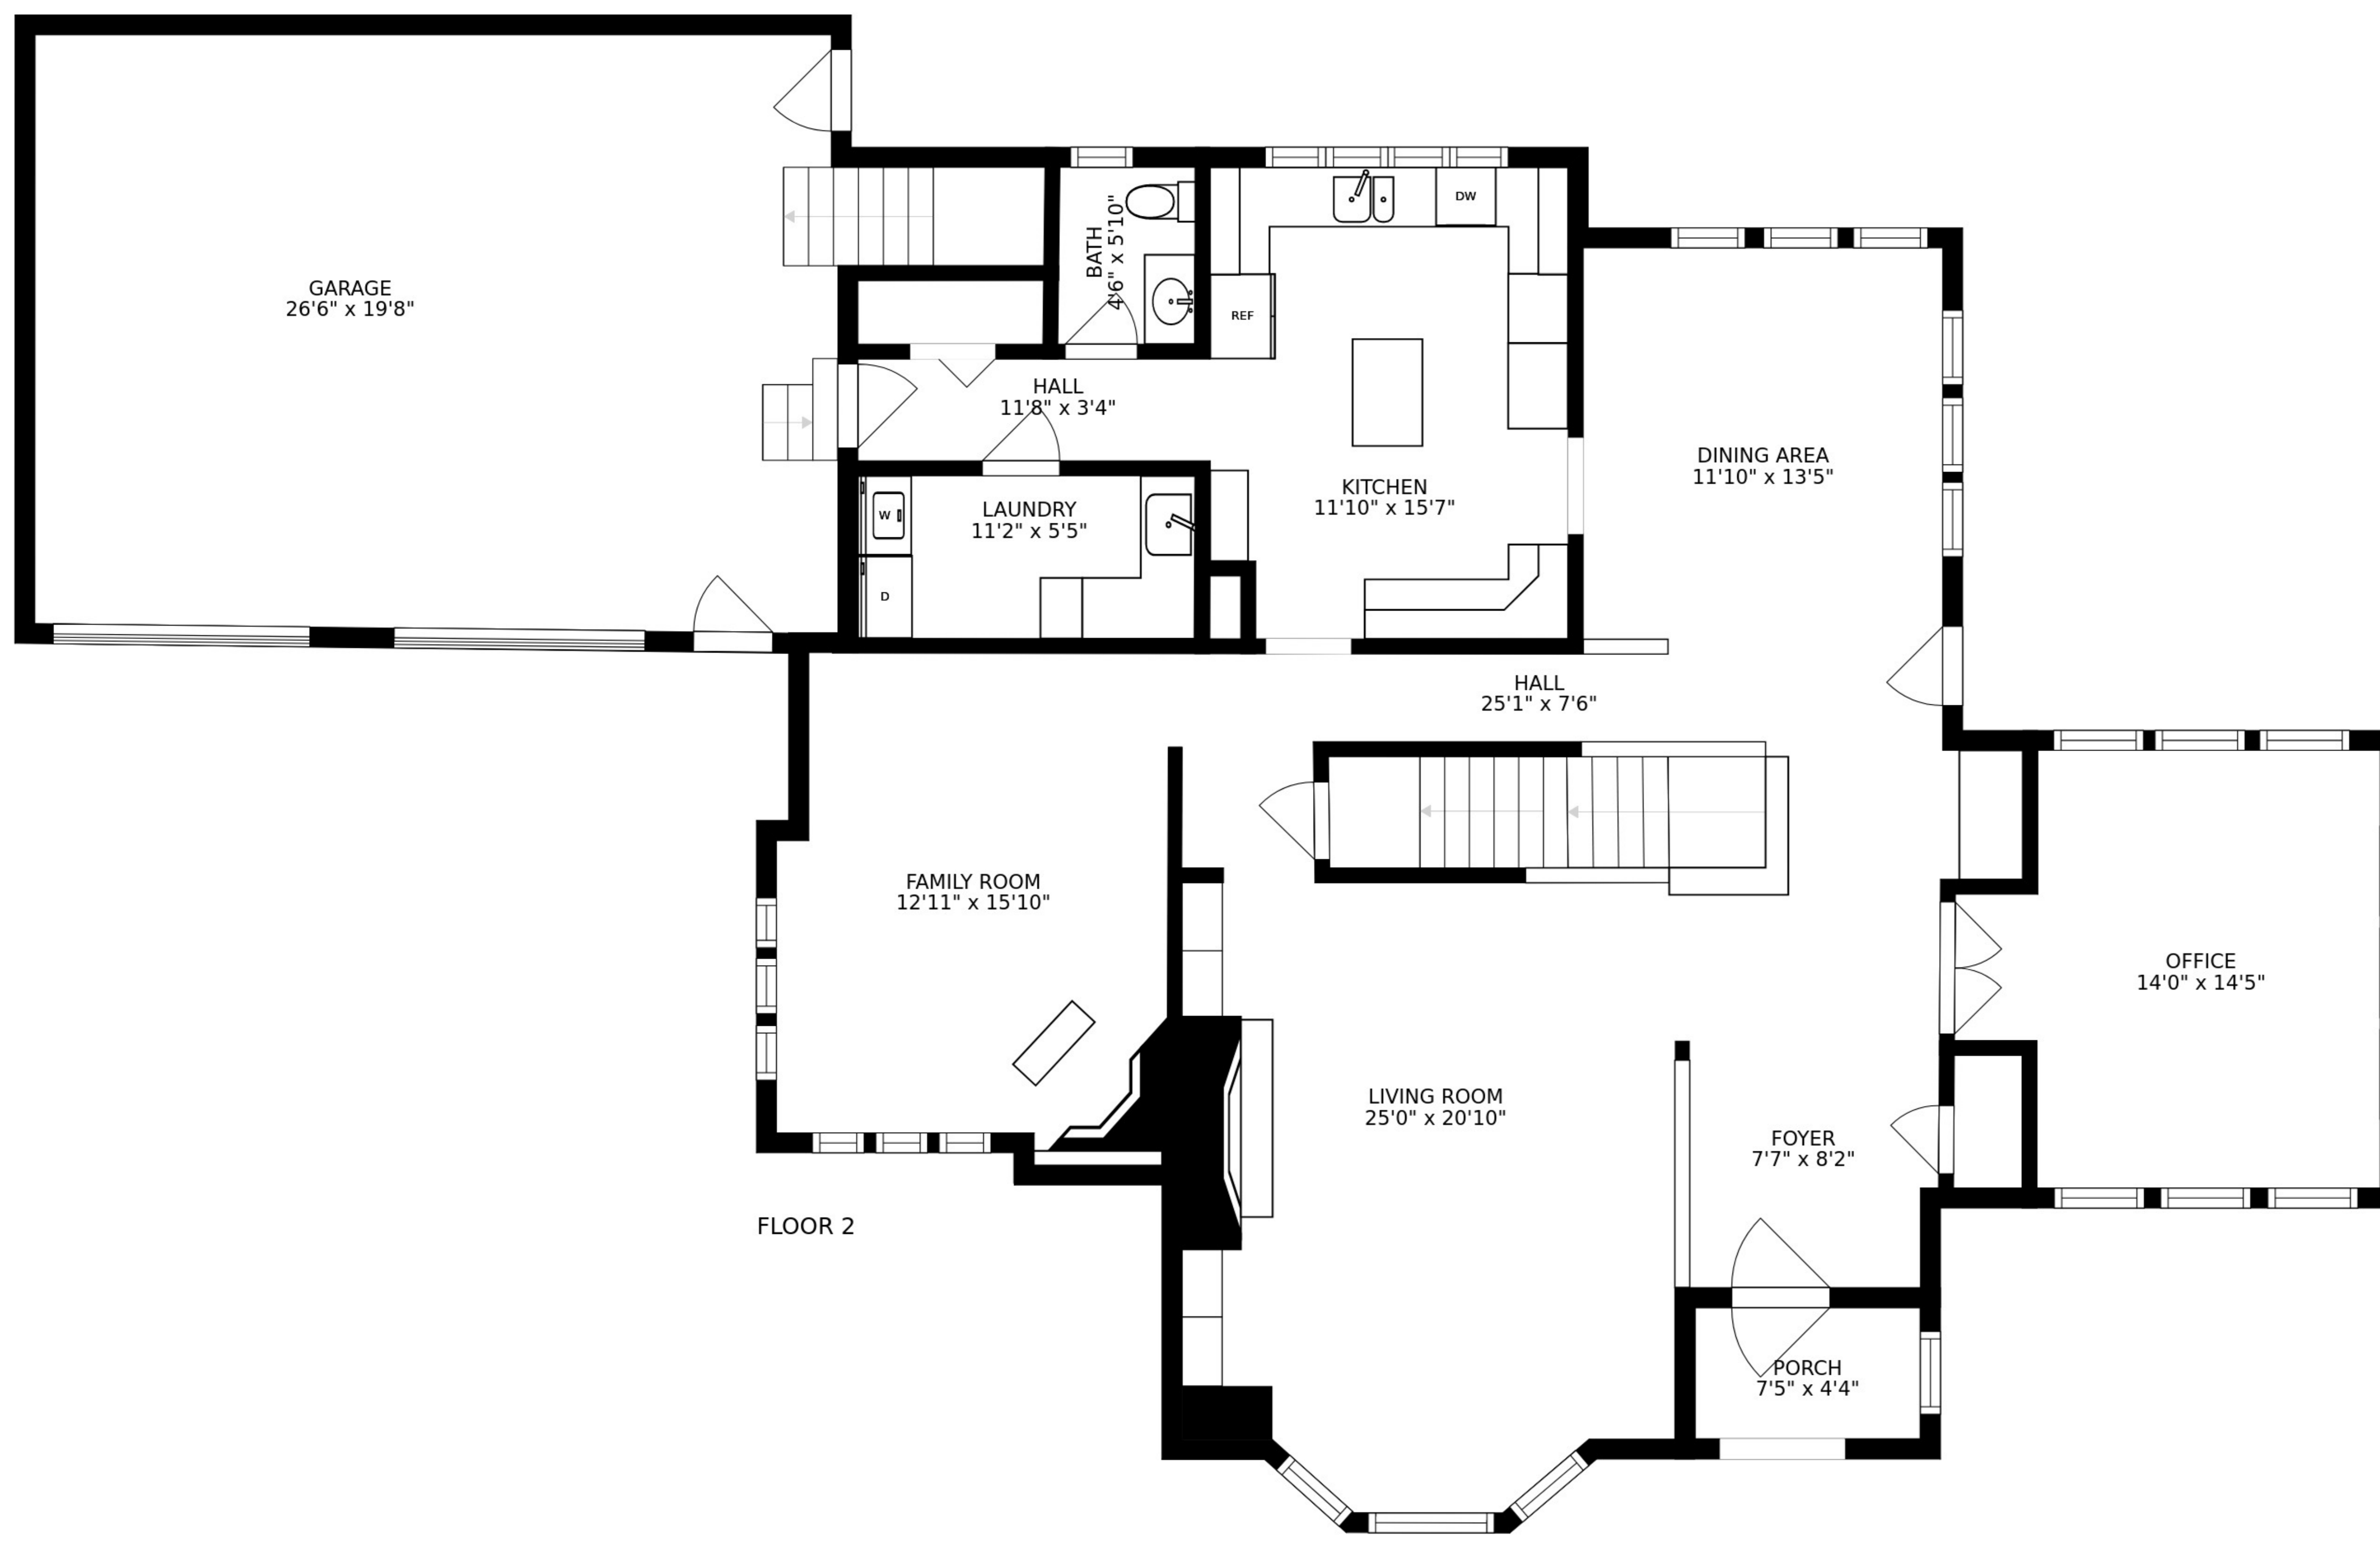 GARAGE
26'6" x 19'8"
BATH
4'6" x 5'10"
DW
REF
HALL
11'8" x 3'4"
DINING AREA
11'10" x 13'5"
KITCHEN
11'10" x 15'7"
W
LAUNDRY
11'2" x 5'5"
D
HALL
25'1" x 7'6"
FAMILY ROOM
12'11" x 15'10"
OFFICE
14'0" x 14'5"
LIVING ROOM
25'0" x 20'10"
FOYER
7'7" x 8'2"
FLOOR 2
PORCH
7'5" x 4'4"